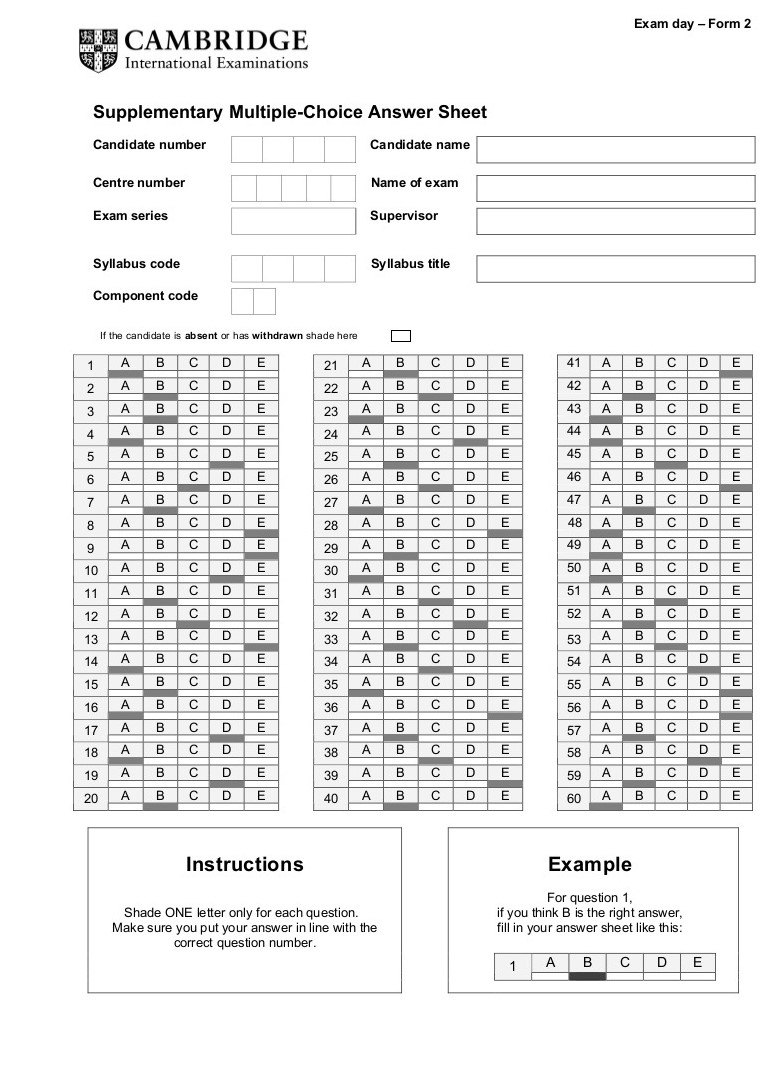 Exam day – Form 2
CAMBRIDGE
International Examinations
Supplementary Multiple-Choice Answer Sheet
Candidate number
Candidate name
Centre number
Name of exam
Exam series
Supervisor
Syllabus code
Syllabus title
Component code
If the candidate is absent or has withdrawn shade here
1 A B C D E 21 A B C D E 41 A B C D E
2 A B C D E 22 A B C D E 42 A B C D E
3 A B C D E 23 A B C D E 43 A B C D E
4 A B C D E 24 A B C D E 44 A B C D E
5 A B C D E 25 A B C D E 45 A B C D E
6 A B C D E 26 A B C D E 46 A B C D E
7 A B C D E 27 A B C D E 47 A B C D E
8 A B C D E 28 A B C D E 48 A B C D E
9 A B C D E 29 A B C D E 49 A B C D E
10 A B C D E 30 A B C D E 50 A B C D E
11 A B C D E 31 A B C D E 51 A B C D E
12 A B C D E 32 A B C D E 52 A B C D E
13 A B C D E 33 A B C D E 53 A B C D E
14 A B C D E 34 A B C D E 54 A B C D E
15 A B C D E 35 A B C D E 55 A B C D E
16 A B C D E 36 A B C D E 56 A B C D E
17 A B C D E 37 A B C D E 57 A B C D E
18 A B C D E 38 A B C D E 58 A B C D E
19 A B C D E 39 A B C D E 59 A B C D E
20 A B C D E 40 A B C D E 60 A B C D E
Instructions
Shade ONE letter only for each question.
Make sure you put your answer in line with the
correct question number.
Example
For question 1,
if you think B is the right answer,
fill in your answer sheet like this:
1 A B C D E